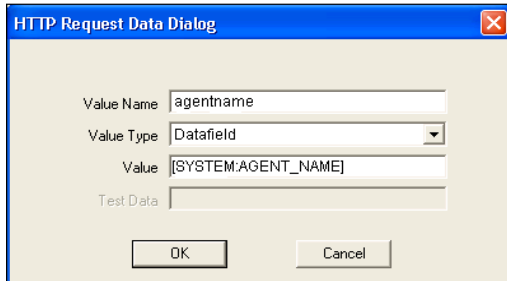 HTTP Request Data Dialog
Value Name agentname
Value Type Datafield
Value [SYSTEM:AGENT_NAME]
Test Data
OK Cancel